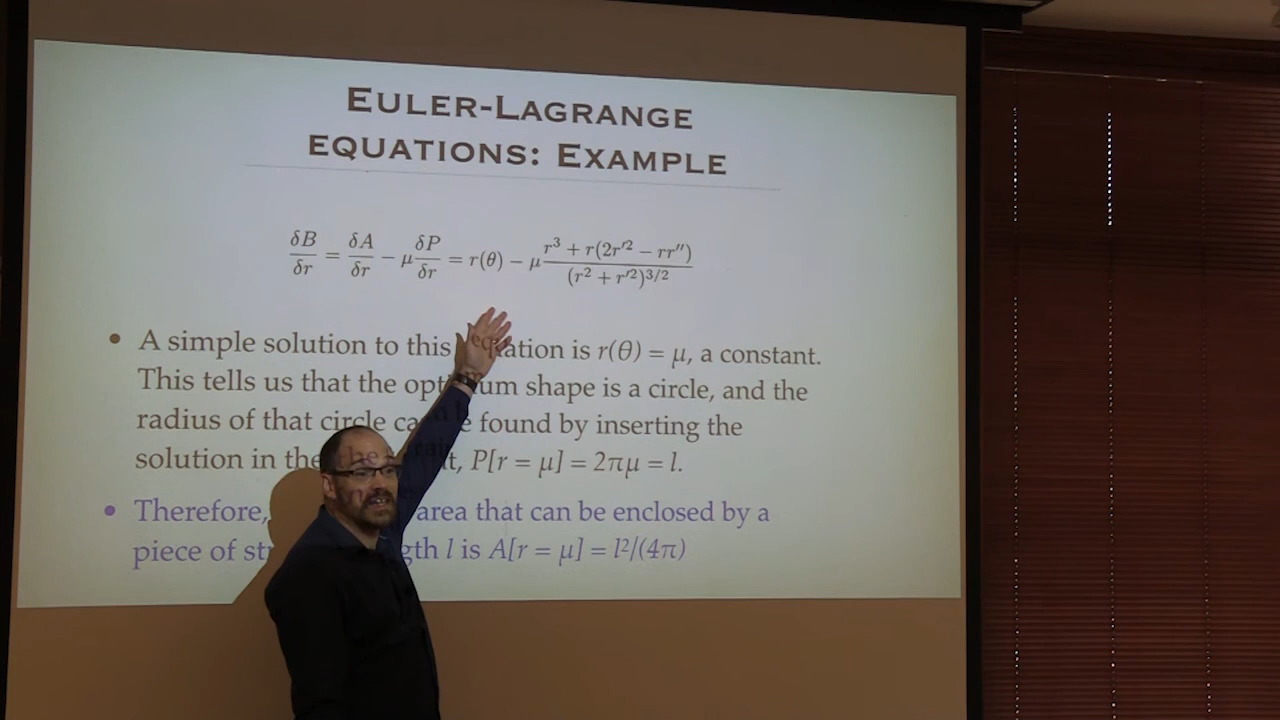 EULER-LAGRANGE
EQUATIONS: EXAMPLE
δB/δr = δA/δr − μ δP/δr = r(θ) − μ (r³ + r(2r′² − rr″))/(r² + r′²)^{3/2}
• A simple solution to this equation is r(θ) = μ, a constant.
This tells us that the optimum shape is a circle, and the
radius of that circle can be found by inserting the
solution in the t, P[r = μ] = 2πμ = l.
• Therefore, area that can be enclosed by a
piece of gth l is A[r = μ] = l²/(4π)